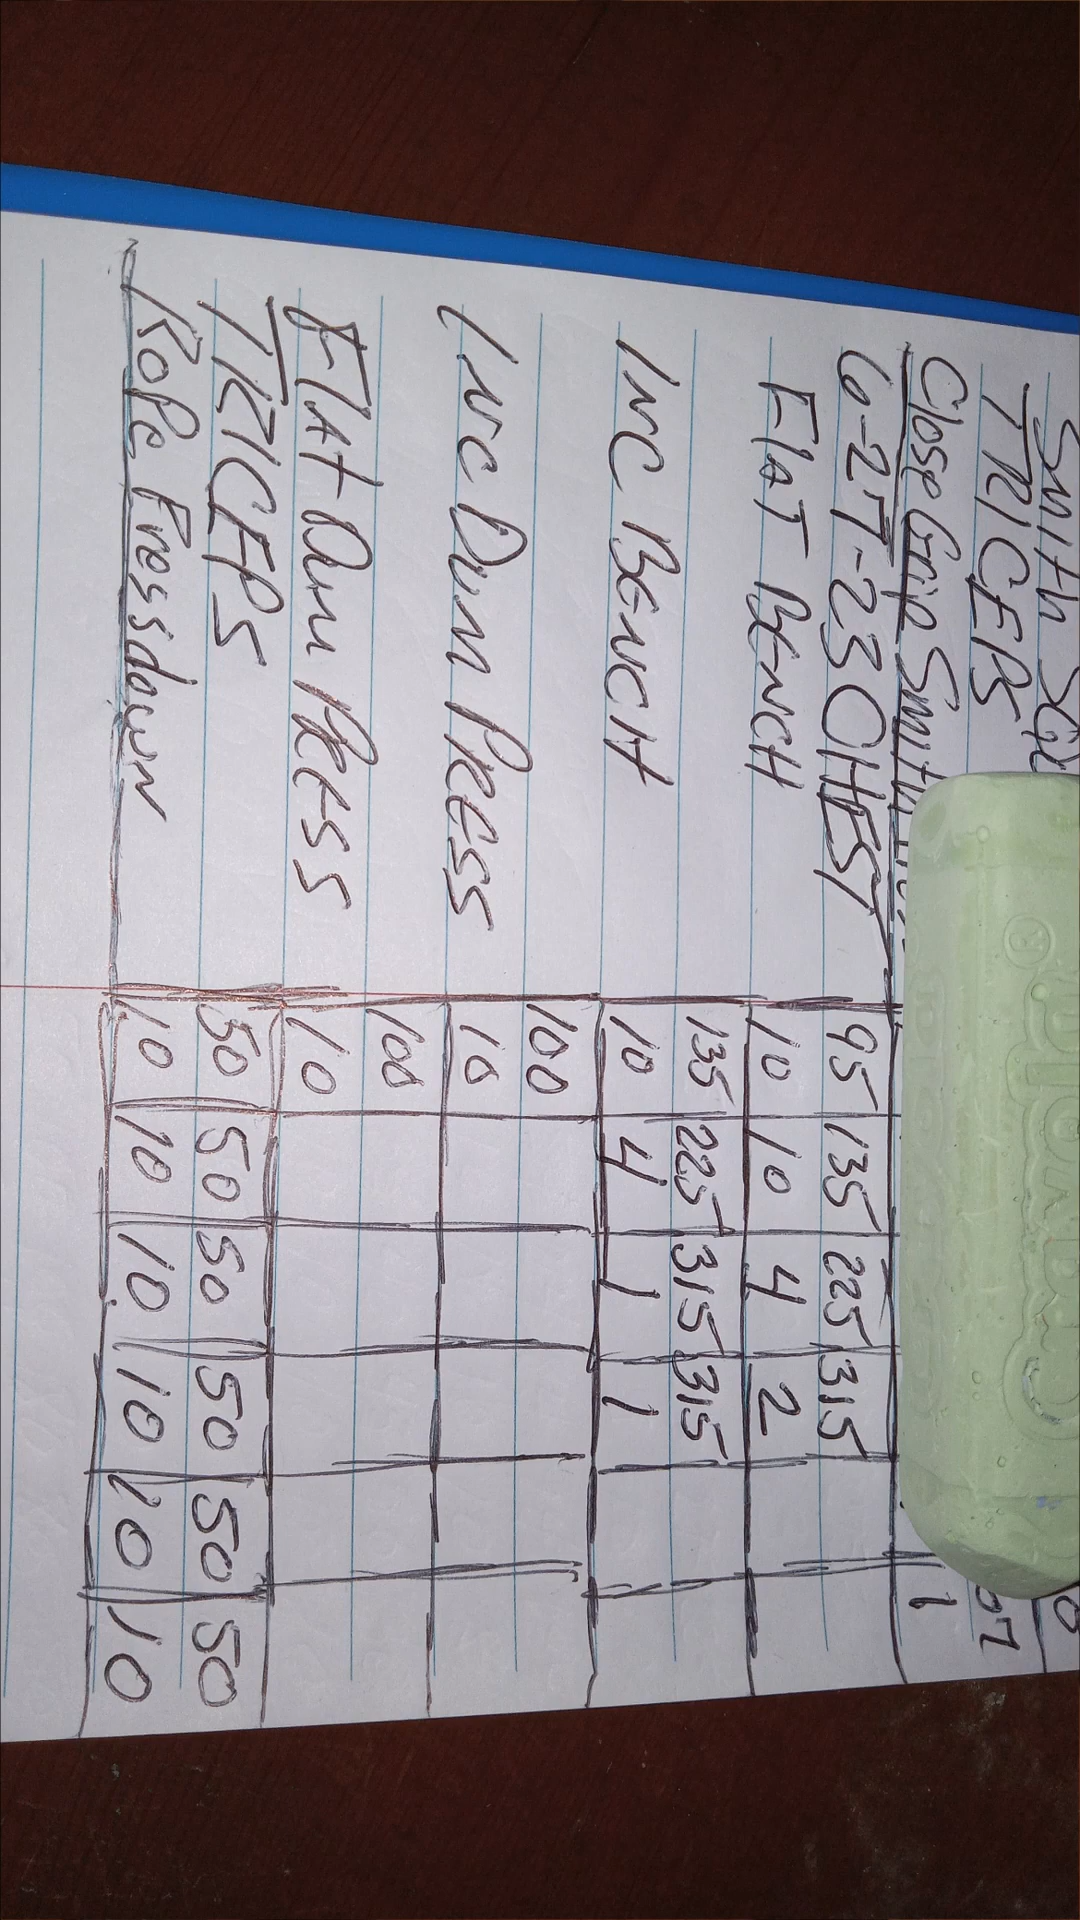 SMITH
TRICEPS
Close Grip Smith
6-27-23 CHEST
95 135 225 315
FLAT BENCH 10 10 4 2
135 225 315 315
INC BENCH 10 4 1 1
100
INC DUM PRESS 10
100
FLAT DUM PRESS 10
TRICEPS 50 50 50 50 50 50
ROPE Pressdown 10 10 10 10 10 10